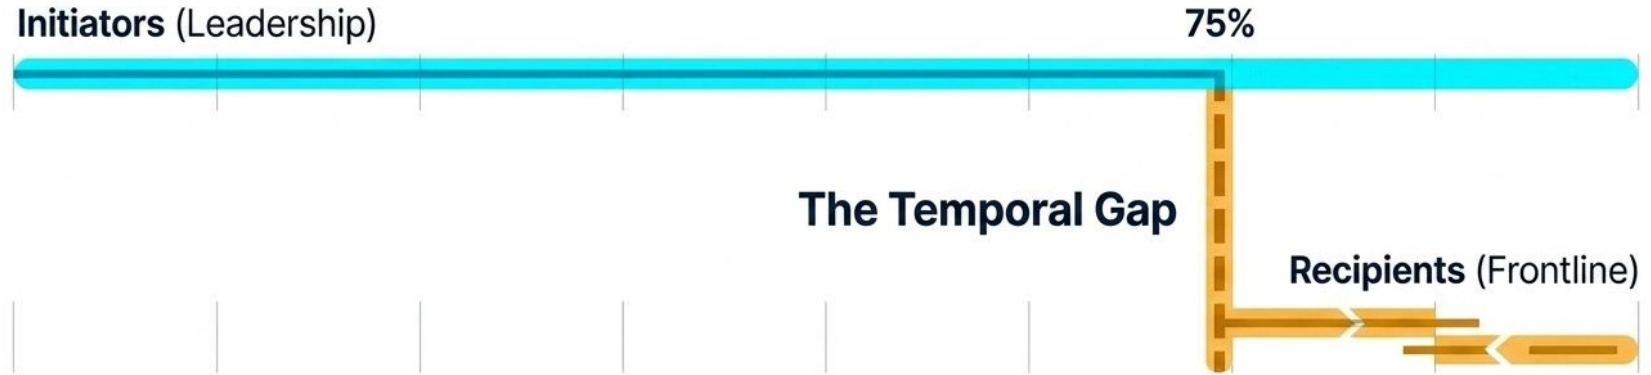 Initiators (Leadership)
75%
The Temporal Gap
Recipients (Frontline)